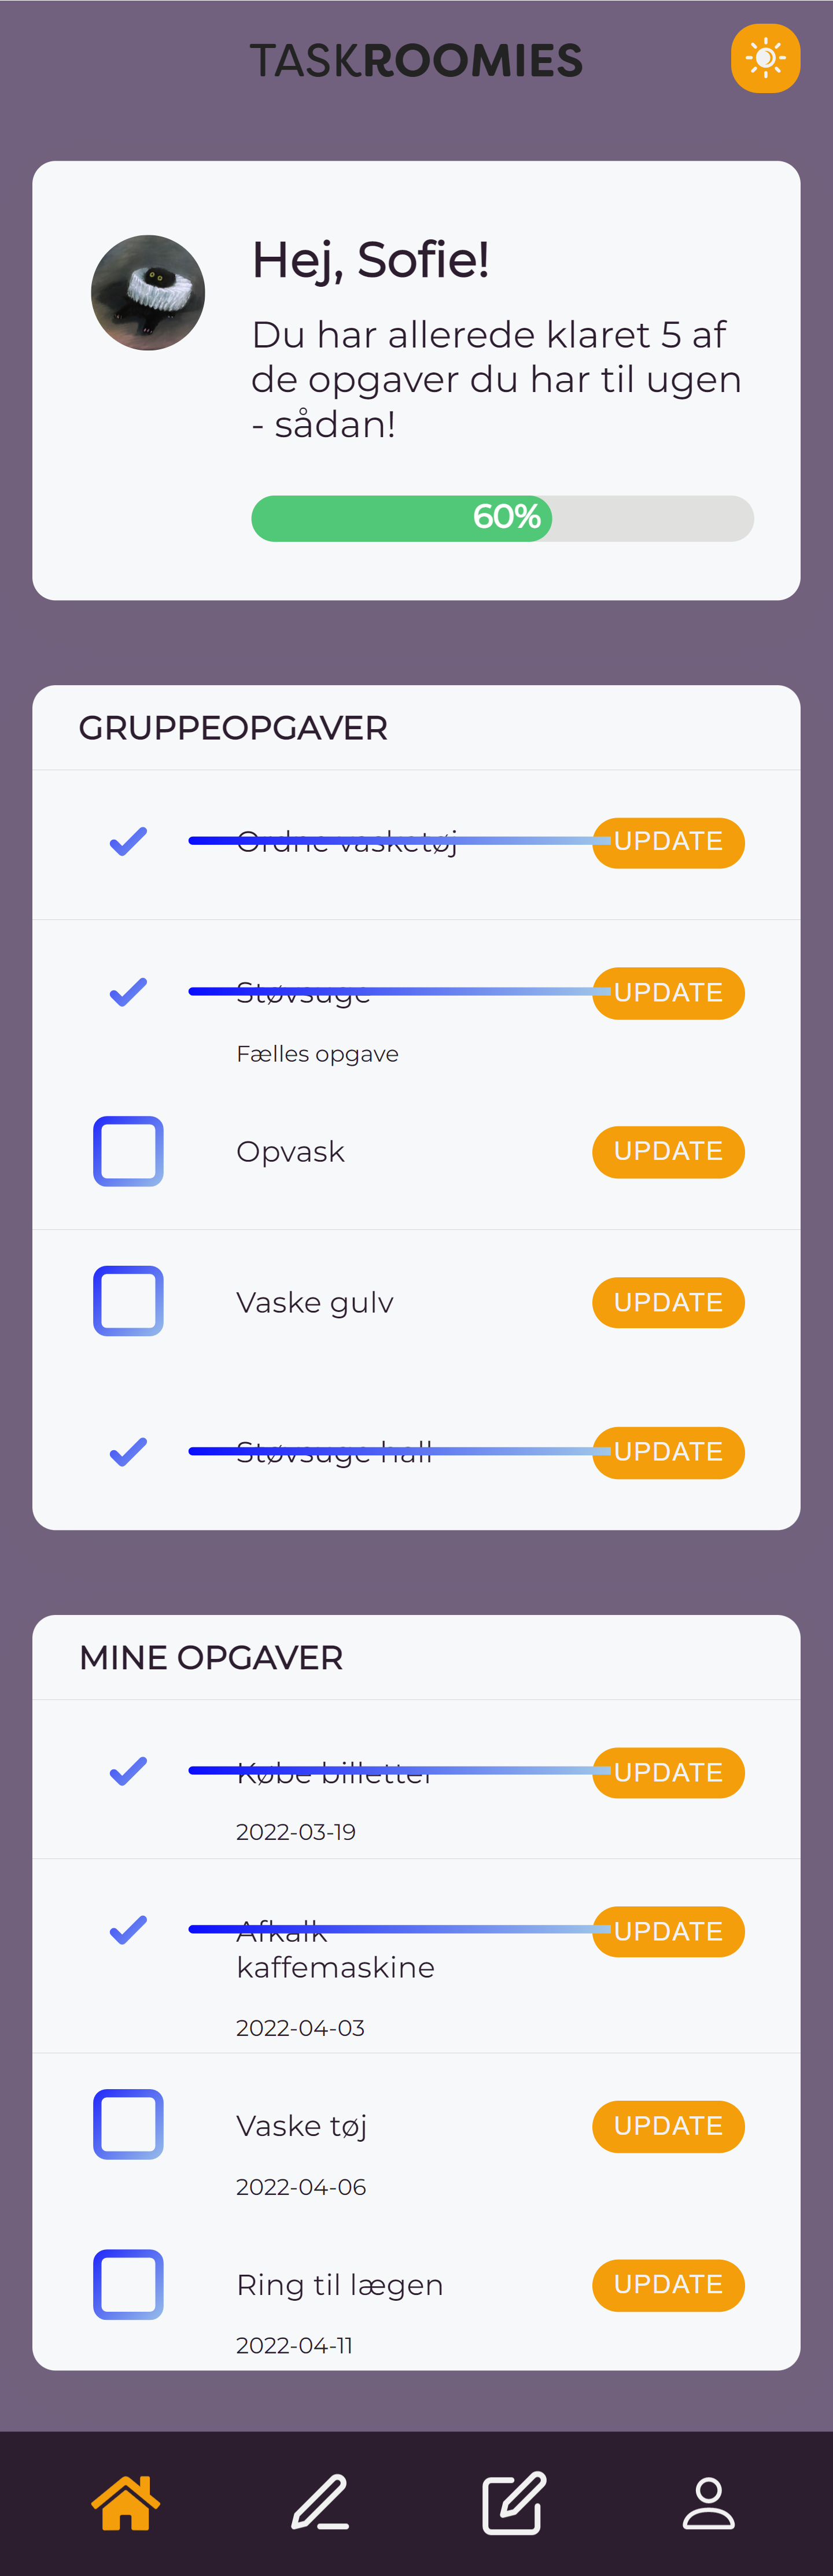 TASKROOMIES
Hej, Sofie!
Du har allerede klaret 5 af
de opgaver du har til ugen
- sådan!
60%
GRUPPEOPGAVER
Ordne vasketøj UPDATE
Støvsuge UPDATE
Fælles opgave
Opvask UPDATE
Vaske gulv UPDATE
Støvsuge hall UPDATE
MINE OPGAVER
Købe billetter UPDATE
2022-03-19
Afkalk UPDATE
kaffemaskine
2022-04-03
Vaske tøj UPDATE
2022-04-06
Ring til lægen UPDATE
2022-04-11